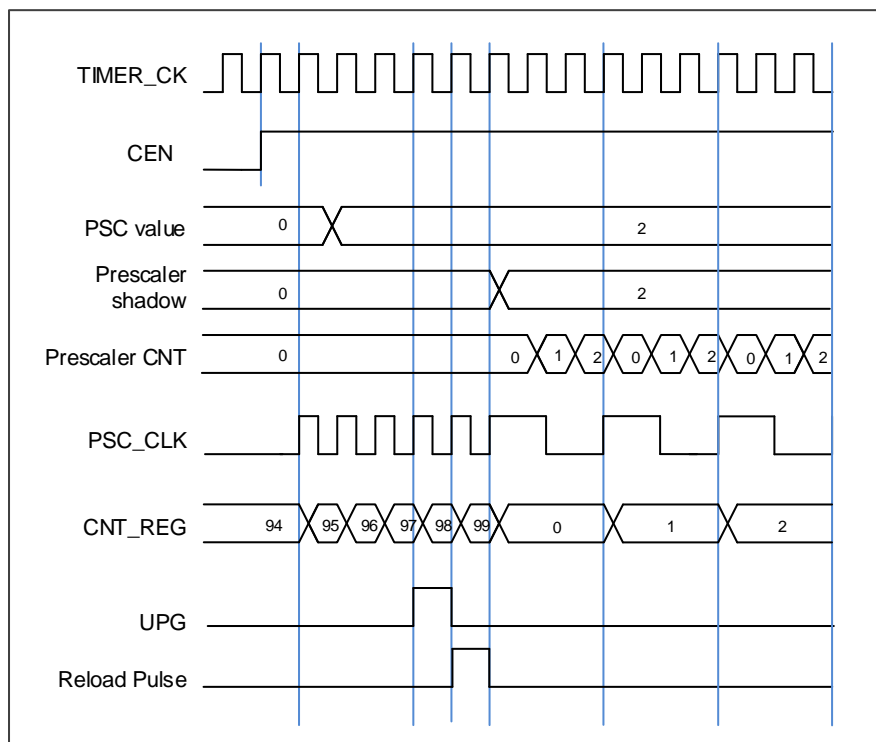 TIMER_CK
CEN
PSC value 0 2
Prescaler
shadow 0 2
Prescaler CNT 0 0 1 2 0 1 2 0 1 2
PSC_CLK
CNT_REG 94 95 96 97 98 99 0 1 2
UPG
Reload Pulse